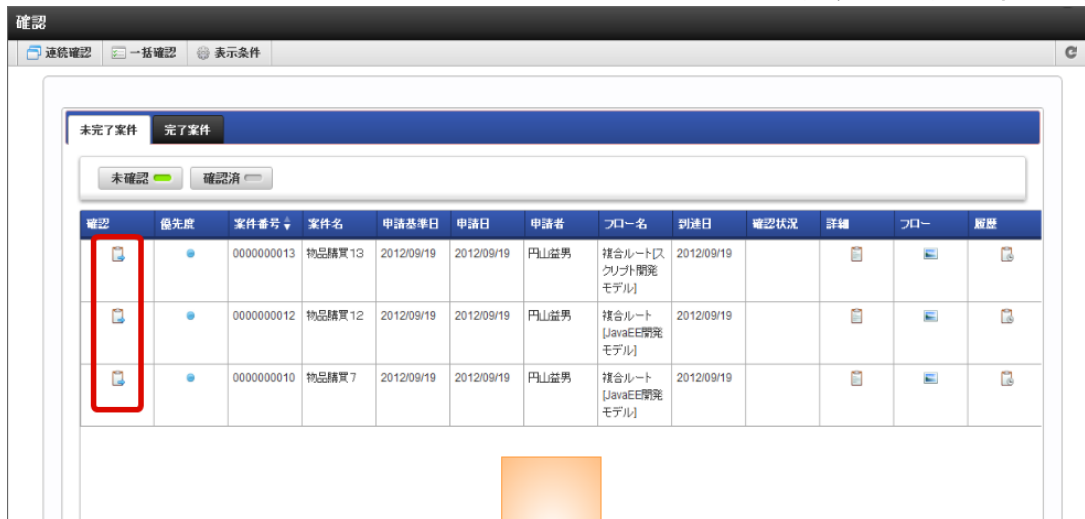 確認
連続確認 一括確認 表示条件
未完了案件 完了案件
未確認 確認済
確認 優先度 案件番号 案件名 申請基準日 申請日 申請者 フロー名 到達日 確認状況 詳細 フロー 履歴
0000000013 物品購買13 2012/09/19 2012/09/19 円山益男 複合ルート[ス 2012/09/19
クリプト開発
モデル]
0000000012 物品購買12 2012/09/19 2012/09/19 円山益男 複合ルート 2012/09/19
[JavaEE開発
モデル]
0000000010 物品購買7 2012/09/19 2012/09/19 円山益男 複合ルート 2012/09/19
[JavaEE開発
モデル]